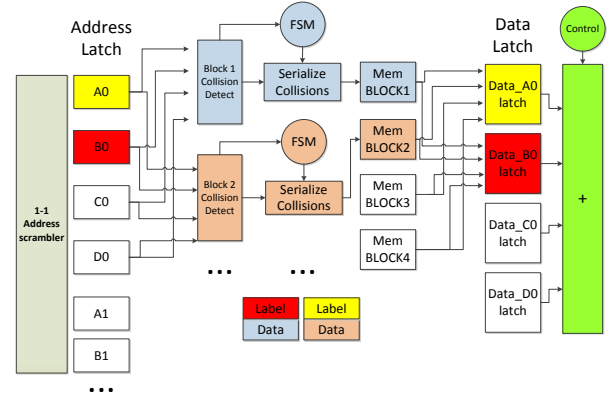 Address
Latch
FSM
Data
Latch
Control
1-1
Address
scrambler
A0
B0
C0
D0
A1
B1
•••
Block 1
Collision
Detect
Serialize
Collisions
Mem
BLOCK1
Data_A0
latch
FSM
Block 2
Collision
Detect
Serialize
Collisions
Mem
BLOCK2
Data_B0
latch
+
Mem
BLOCK3
Data_C0
latch
Mem
BLOCK4
Data_D0
latch
•••
•••
Label
Data
Label
Data